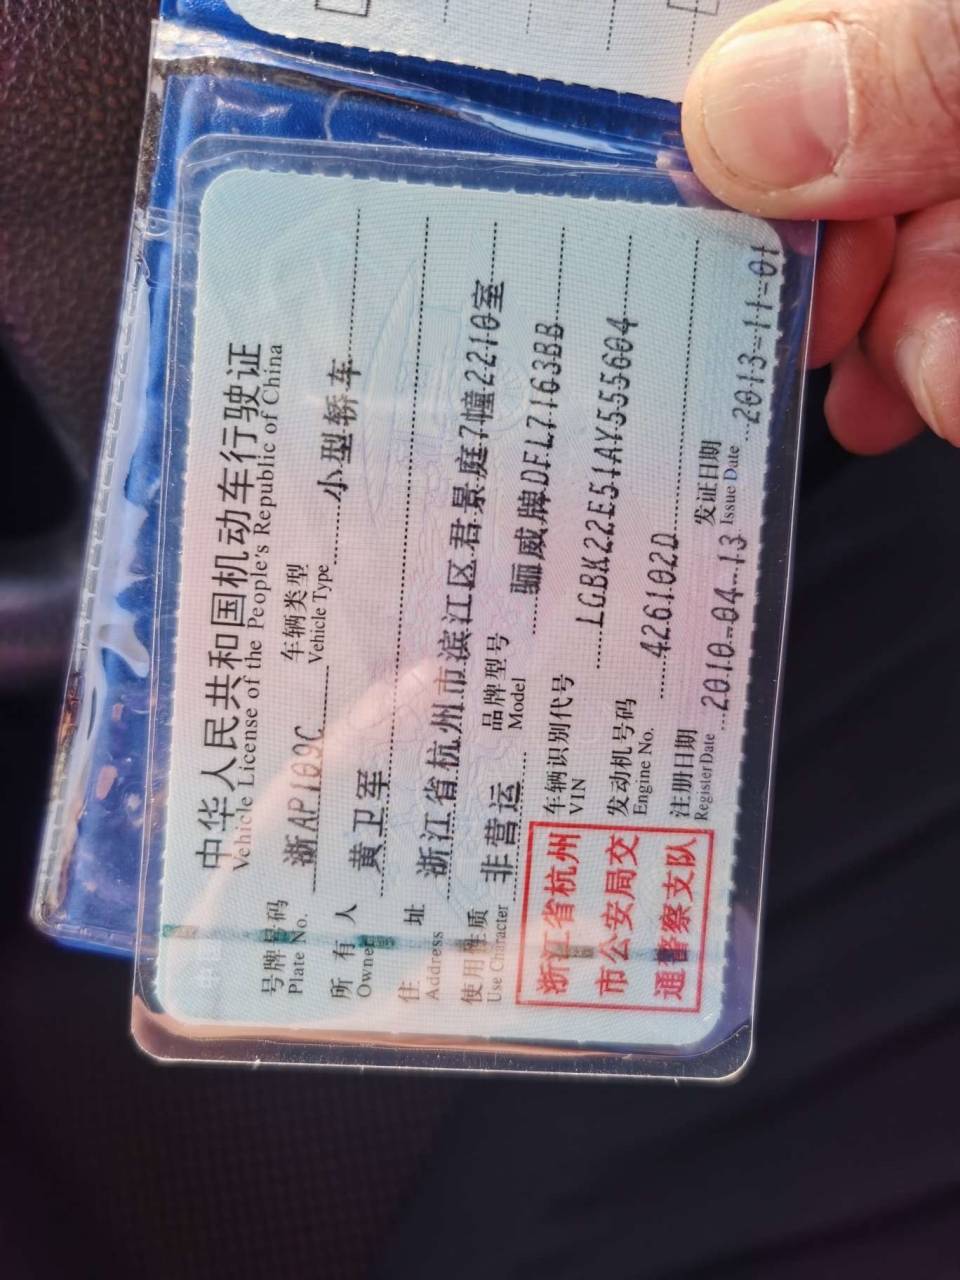 中华人民共和国机动车行驶证
Vehicle License of the People's Republic of China
号牌号码 浙AP109C 车辆类型 小型轿车
Plate No. Vehicle Type
所有人 黄卫军
Owner
住址 浙江省杭州市滨江区君景庭7幢2210室
Address
使用性质 非营运 品牌型号 骊威牌DFL7163BB
Use Character Model
浙江省杭州
市公安局交
通警察支队
车辆识别代号 LGBK22E51AY555604
VIN
发动机号码 426102D
Engine No.
注册日期 2010-04-13 发证日期 2013-11-01
Register Date Issue Date